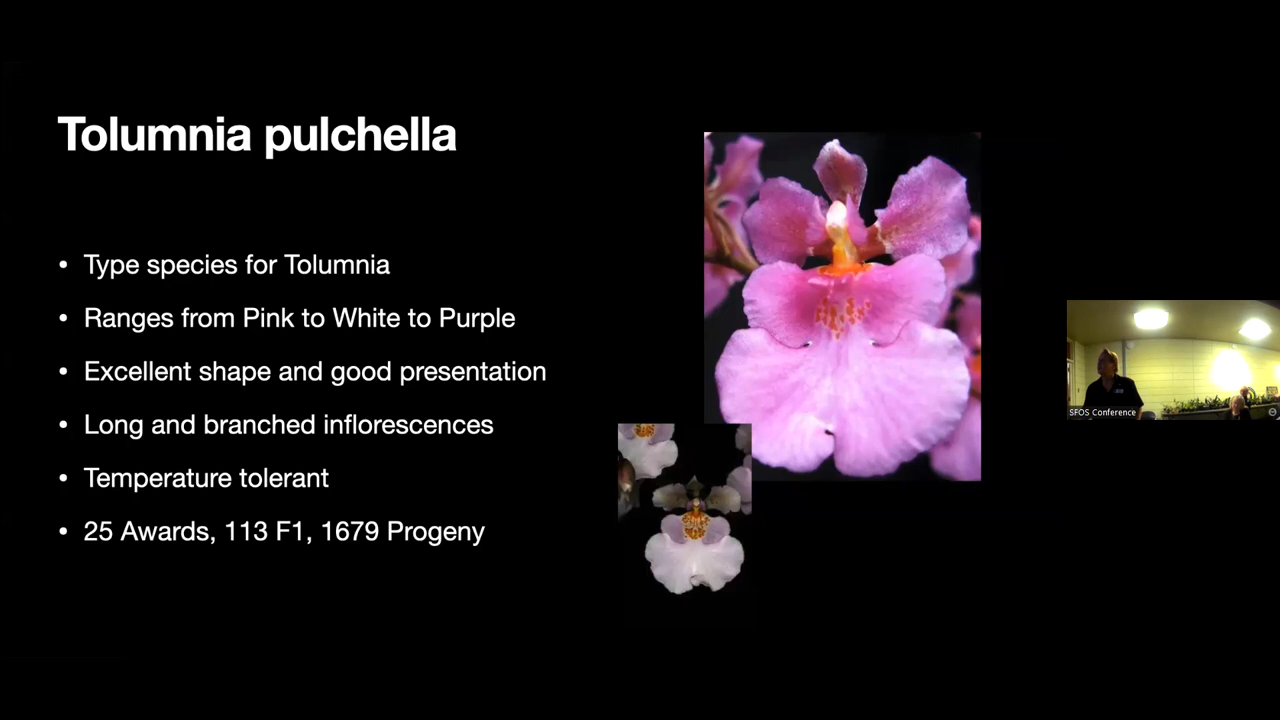 Tolumnia pulchella
• Type species for Tolumnia
• Ranges from Pink to White to Purple
• Excellent shape and good presentation
• Long and branched inflorescences
• Temperature tolerant
• 25 Awards, 113 F1, 1679 Progeny
SFOS Conference